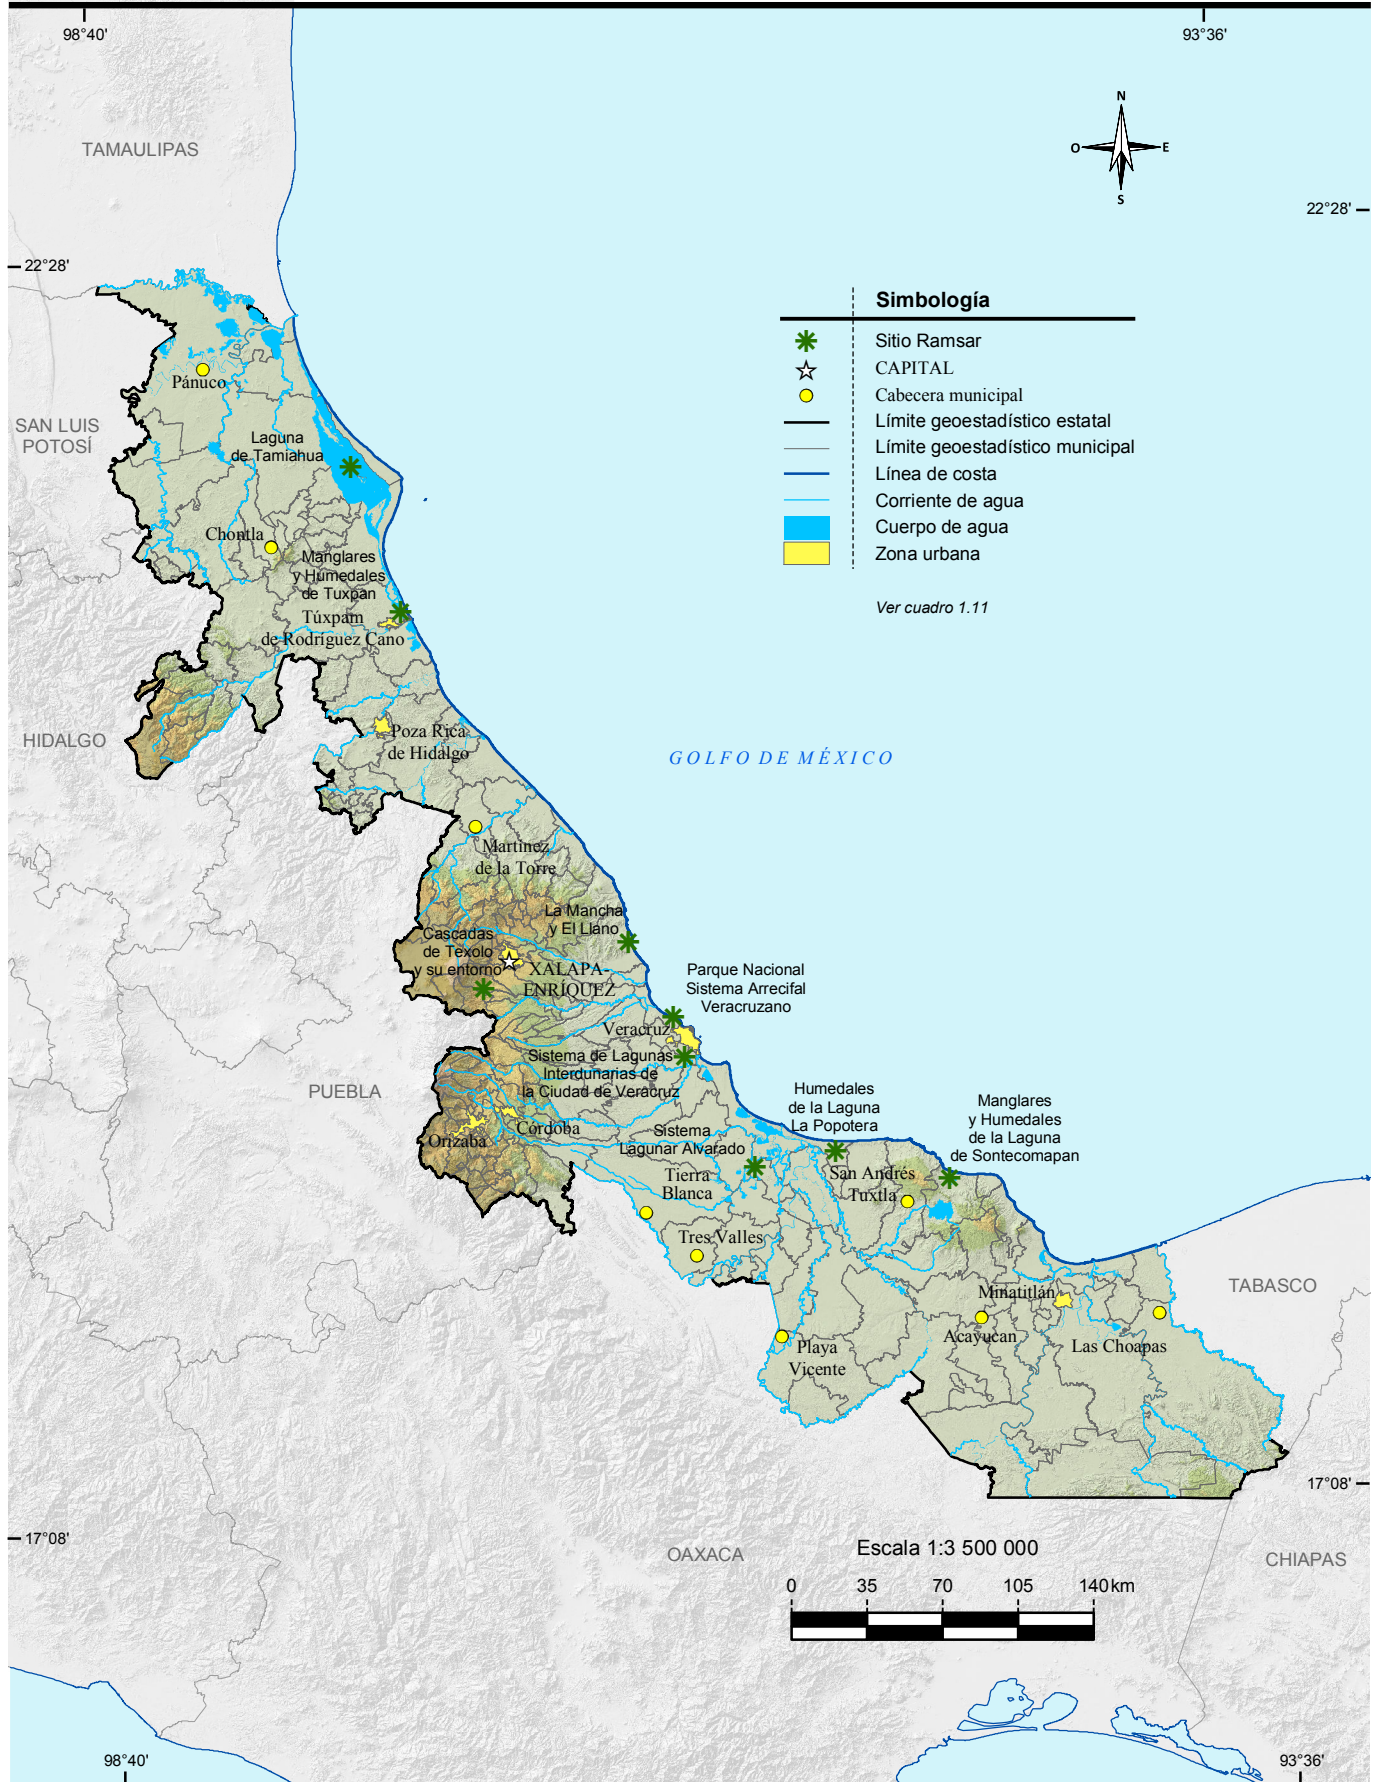 98°40'
93°36'
TAMAULIPAS
N
O
E
S
22°28'
22°28'
Simbología
Sitio Ramsar
CAPITAL
Cabecera municipal
Límite geoestadístico estatal
Límite geoestadístico municipal
Línea de costa
Corriente de agua
Cuerpo de agua
Zona urbana
Ver cuadro 1.11
Pánuco
SAN LUIS
POTOSÍ
Laguna
de Tamiahua
Chontla
Manglares
y Humedales
de Tuxpan
Túxpam
de Rodríguez Cano
HIDALGO
Poza Rica
de Hidalgo
GOLFO DE MÉXICO
Martínez
de la Torre
La Mancha
y El Llano
Cascadas
de Texolo
y su entorno
XALAPA-
ENRÍQUEZ
Parque Nacional
Sistema Arrecifal
Veracruzano
Veracruz
Sistema de Lagunas
Interdunarias de
la Ciudad de Veracruz
PUEBLA
Humedales
de la Laguna
La Popotera
Manglares
y Humedales
de la Laguna
de Sontecomapan
Orizaba
Córdoba
Sistema
Lagunar Alvarado
Tierra
Blanca
San Andrés
Tuxtla
Tres Valles
TABASCO
Minatitlán
Acayucan
Las Choapas
Playa
Vicente
17°08'
17°08'
OAXACA
Escala 1:3 500 000
CHIAPAS
0 35 70 105 140 km
98°40'
93°36'